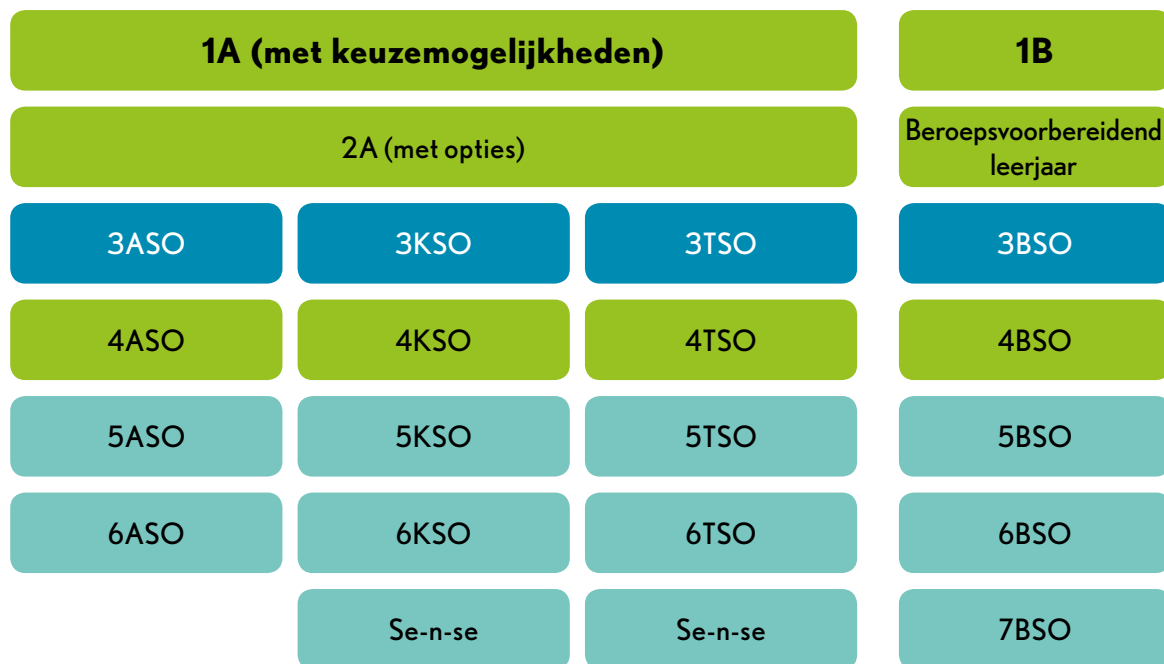 1A (met keuzemogelijkheden)
1B
2A (met opties)
Beroepsvoorbereidend
leerjaar
3ASO
3KSO
3TSO
3BSO
4ASO
4KSO
4TSO
4BSO
5ASO
5KSO
5TSO
5BSO
6ASO
6KSO
6TSO
6BSO
Se-n-se
Se-n-se
7BSO